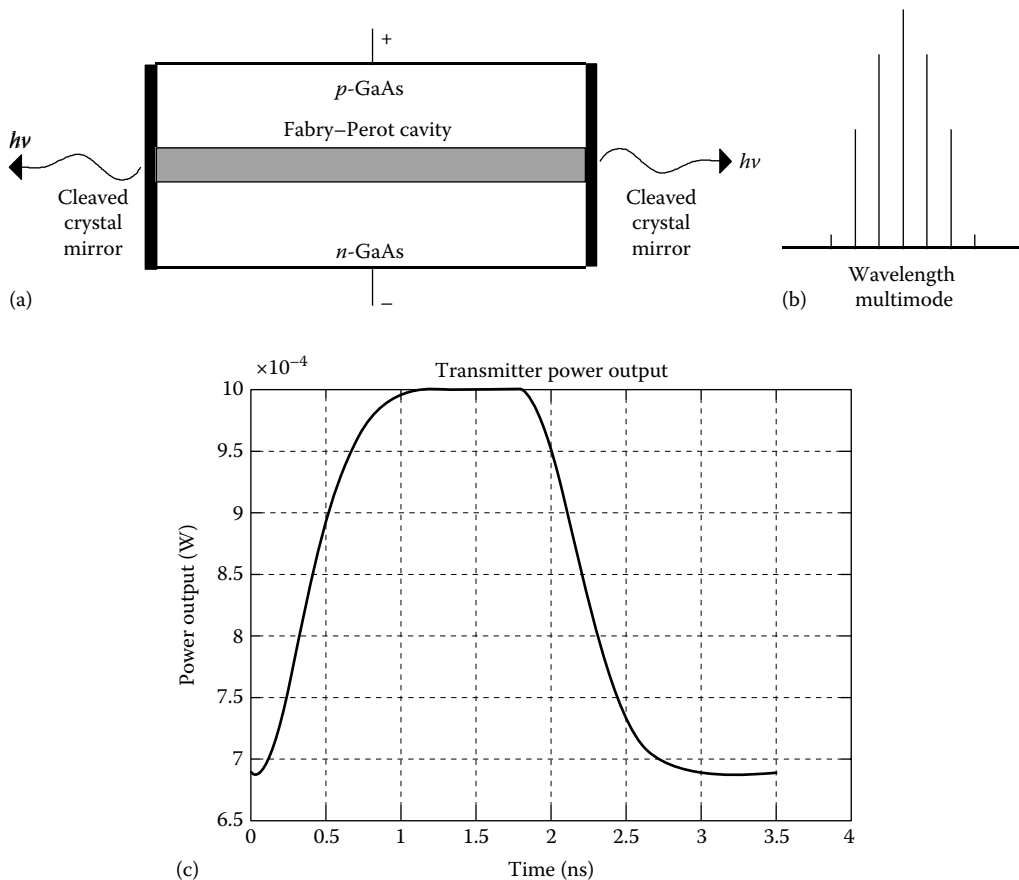 +
p-GaAs
Fabry–Perot cavity
hν
hν
Cleaved
crystal
mirror
Cleaved
crystal
mirror
n-GaAs
–
(a)
(b)
Wavelength
multimode
×10–4
Transmitter power output
10
9.5
9
8.5
8
7.5
7
6.5
Power output (W)
0
0.5
1
1.5
2
2.5
3
3.5
4
Time (ns)
(c)